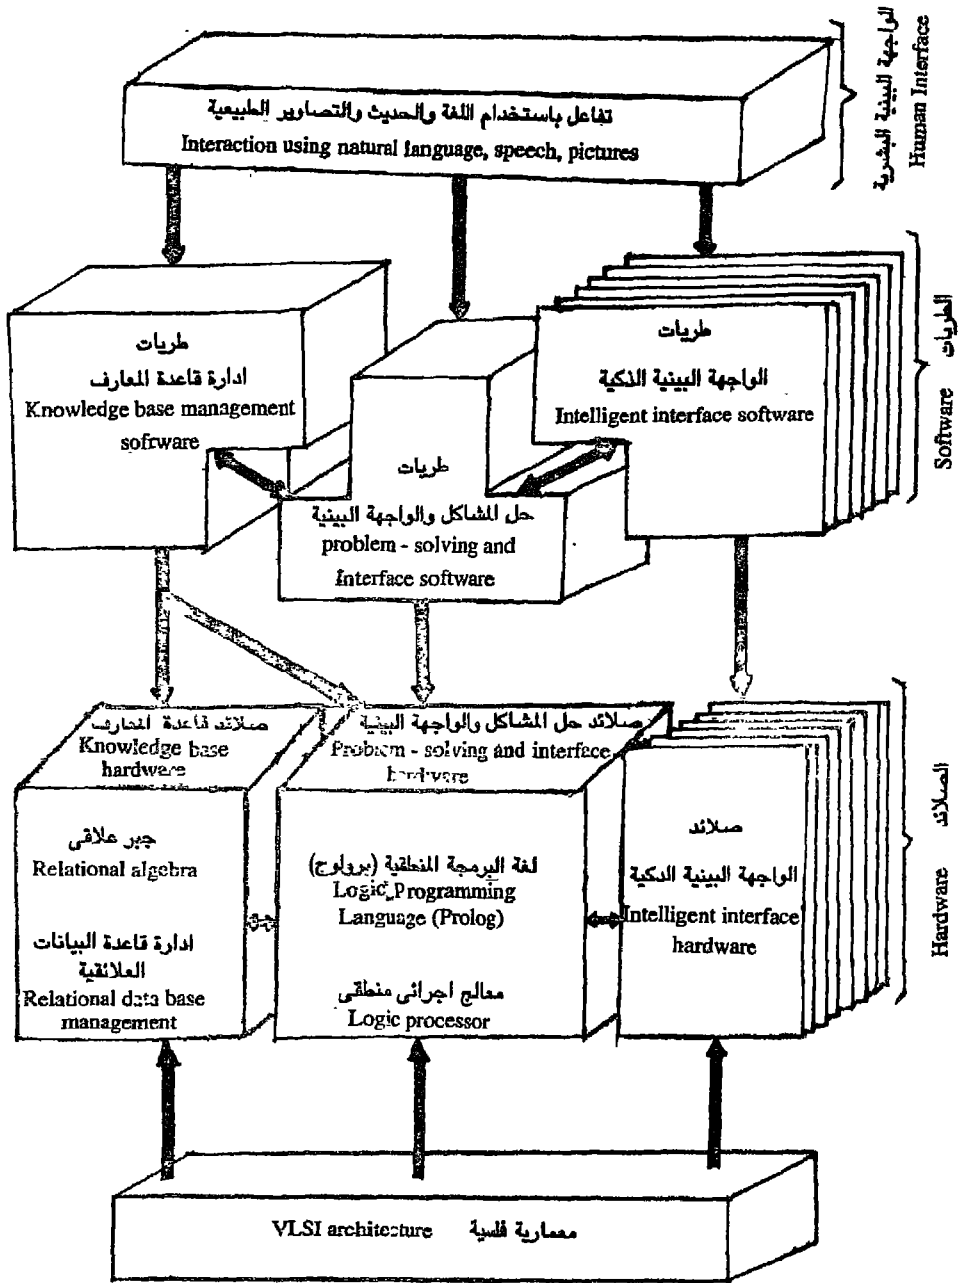 الواجهة البينية البشرية
Human Interface
تفاعل باستخدام اللغة والحديث والتصاوير الطبيعية
Interaction using natural language, speech, pictures
طريات
ادارة قاعدة المعارف
Knowledge base management
software
طريات
حل المشاكل والواجهة البينية
problem - solving and
Interface software
طريات
الواجهة البينية الذكية
Intelligent interface software
Software الطريات
صلائد قاعدة المعارف
Knowledge base
hardware
جبر علاقى
Relational algebra
ادارة قاعدة البيانات
العلائقية
Relational data base
management
صلائد حل المشاكل والواجهة البينية
Problem - solving and interface
hardware
لغة البرمجة المنطقية (برولوج)
Logic Programming
Language (Prolog)
معالج اجرائى منطقى
Logic processor
صلائد
الواجهة البينية الذكية
Intelligent interface
hardware
Hardware الصلائد
VLSI architecture معمارية فلسية